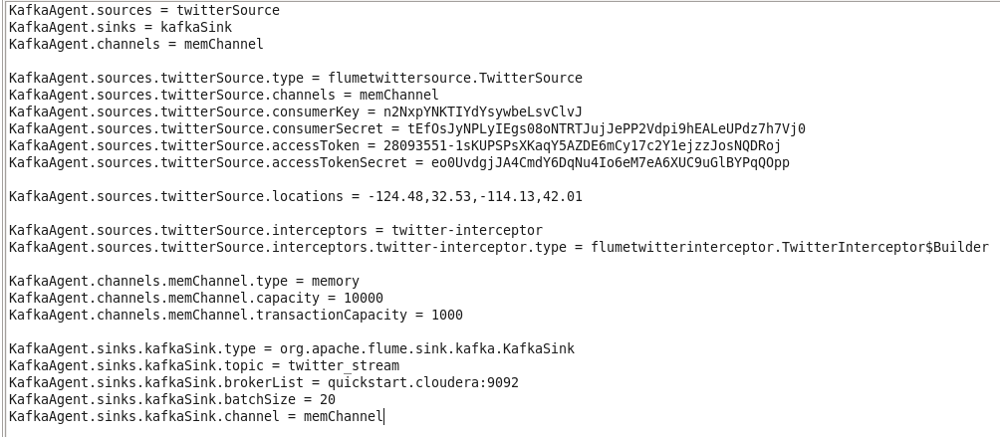 KafkaAgent.sources = twitterSource
KafkaAgent.sinks = kafkaSink
KafkaAgent.channels = memChannel
KafkaAgent.sources.twitterSource.type = flumetwittersource.TwitterSource
KafkaAgent.sources.twitterSource.channels = memChannel
KafkaAgent.sources.twitterSource.consumerKey = n2NxpYNKTIYdYsywbeLsvClvJ
KafkaAgent.sources.twitterSource.consumerSecret = tEfOsJyNPLyIEgs08oNTRTJujJePP2Vdpi9hEALeUPdz7h7Vj0
KafkaAgent.sources.twitterSource.accessToken = 28093551-1sKUPSPsXKaqY5AZDE6mCy17c2Y1ejzzJosNQDRoj
KafkaAgent.sources.twitterSource.accessTokenSecret = eo0UvdgjJA4CmdY6DqNu4Io6eM7eA6XUC9uGlBYPqQOpp
KafkaAgent.sources.twitterSource.locations = -124.48,32.53,-114.13,42.01
KafkaAgent.sources.twitterSource.interceptors = twitter-interceptor
KafkaAgent.sources.twitterSource.interceptors.twitter-interceptor.type = flumetwitterinterceptor.TwitterInterceptor$Builder
KafkaAgent.channels.memChannel.type = memory
KafkaAgent.channels.memChannel.capacity = 10000
KafkaAgent.channels.memChannel.transactionCapacity = 1000
KafkaAgent.sinks.kafkaSink.type = org.apache.flume.sink.kafka.KafkaSink
KafkaAgent.sinks.kafkaSink.topic = twitter_stream
KafkaAgent.sinks.kafkaSink.brokerList = quickstart.cloudera:9092
KafkaAgent.sinks.kafkaSink.batchSize = 20
KafkaAgent.sinks.kafkaSink.channel = memChannel